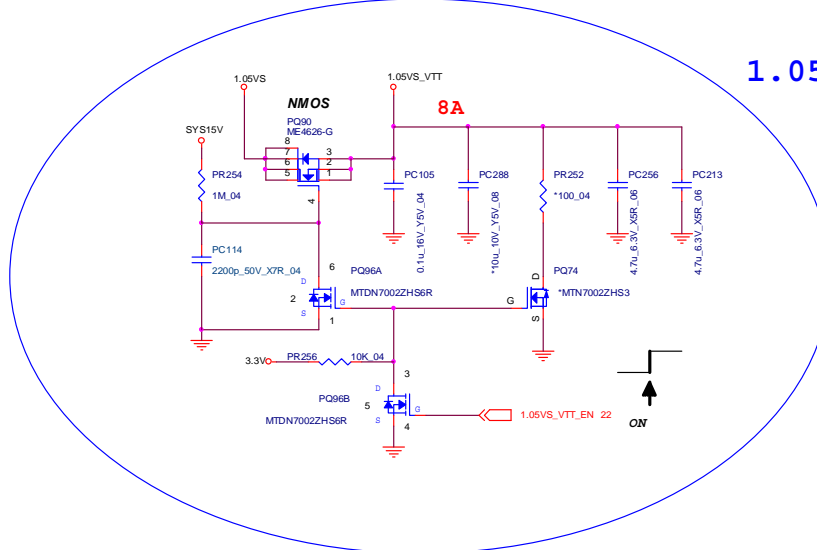 1.05
1.05VS
1.05VS_VTT
NMOS
8A
PQ90
ME4626-G
SYS15V
8
7
6
5
3
2
1
4
PR254
1M_04
PC105
0.1u_16V_Y5V_04
PC288
*10u_10V_Y5V_08
PR252
*100_04
PC256
4.7u_6.3V_X5R_06
PC213
4.7u_6.3V_X5R_06
PC114
2200p_50V_X7R_04
6
PQ96A
D
2
G
MTDN7002ZHS6R
S
1
D
PQ74
G
*MTN7002ZHS3
S
3.3V
PR256
10K_04
3
PQ96B
D
5
G
S
4
MTDN7002ZHS6R
1.05VS_VTT_EN 22
ON